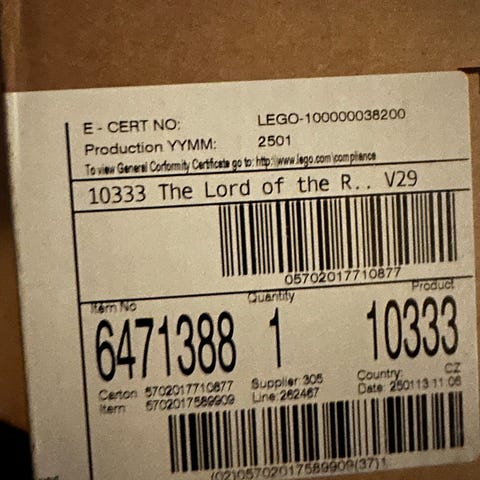 E - CERT NO: LEGO-100000038200
Production YYMM: 2501
To view General Conformity Certificate go to: http://www.lego.com/compliance
10333 The Lord of the R.. V29
05702017710877
Item No Quantity Product
6471388 1 10333
Carton 5702017710877 Supplier: 305 Country: CZ
Item 5702017589909 Line: 262467 Date: 250113 11:06
(02)05702017589909(37)1